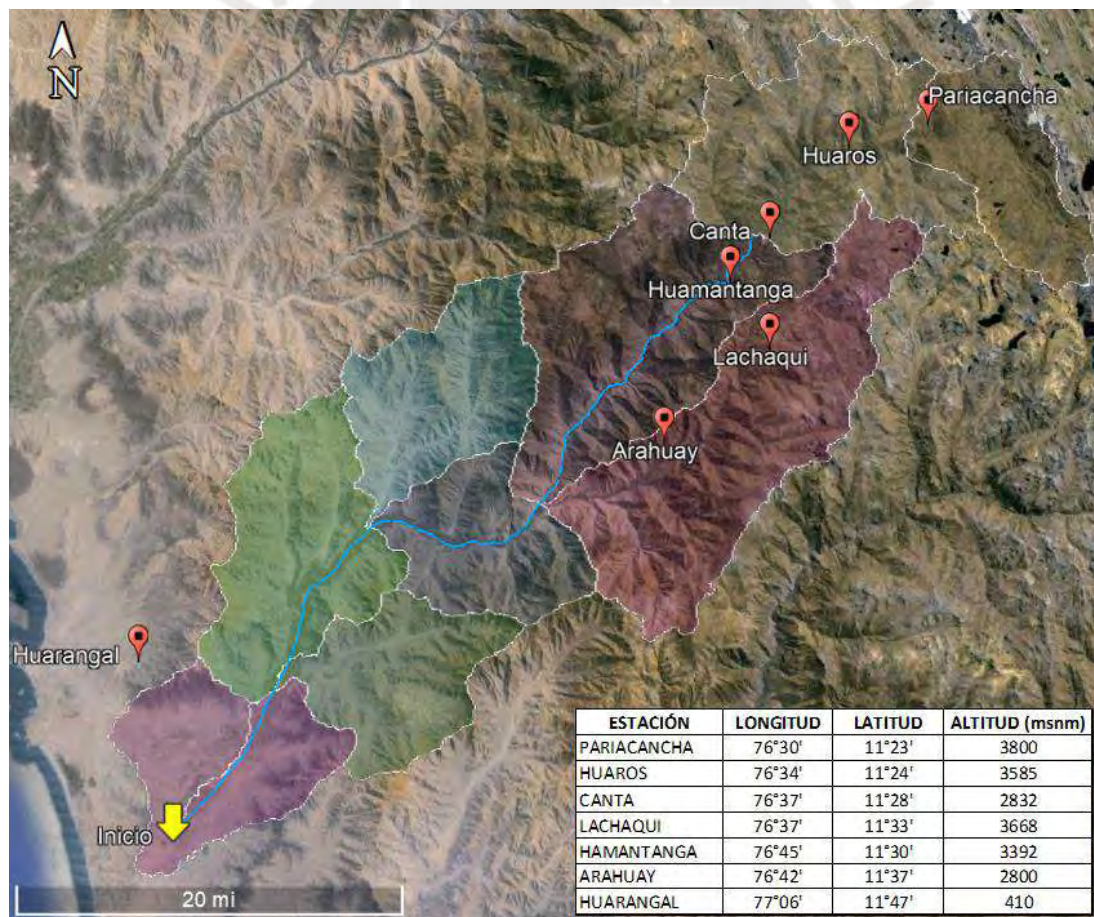 N
Pariacancha
Huaros
Canta
Huamantanga
Lachaqui
Arahuay
Huarangal
Inicio
20 mi
ESTACIÓN LONGITUD LATITUD ALTITUD (msnm)
PARIACANCHA 76°30' 11°23' 3800
HUAROS 76°34' 11°24' 3585
CANTA 76°37' 11°28' 2832
LACHAQUI 76°37' 11°33' 3668
HAMANTANGA 76°45' 11°30' 3392
ARAHUAY 76°42' 11°37' 2800
HUARANGAL 77°06' 11°47' 410